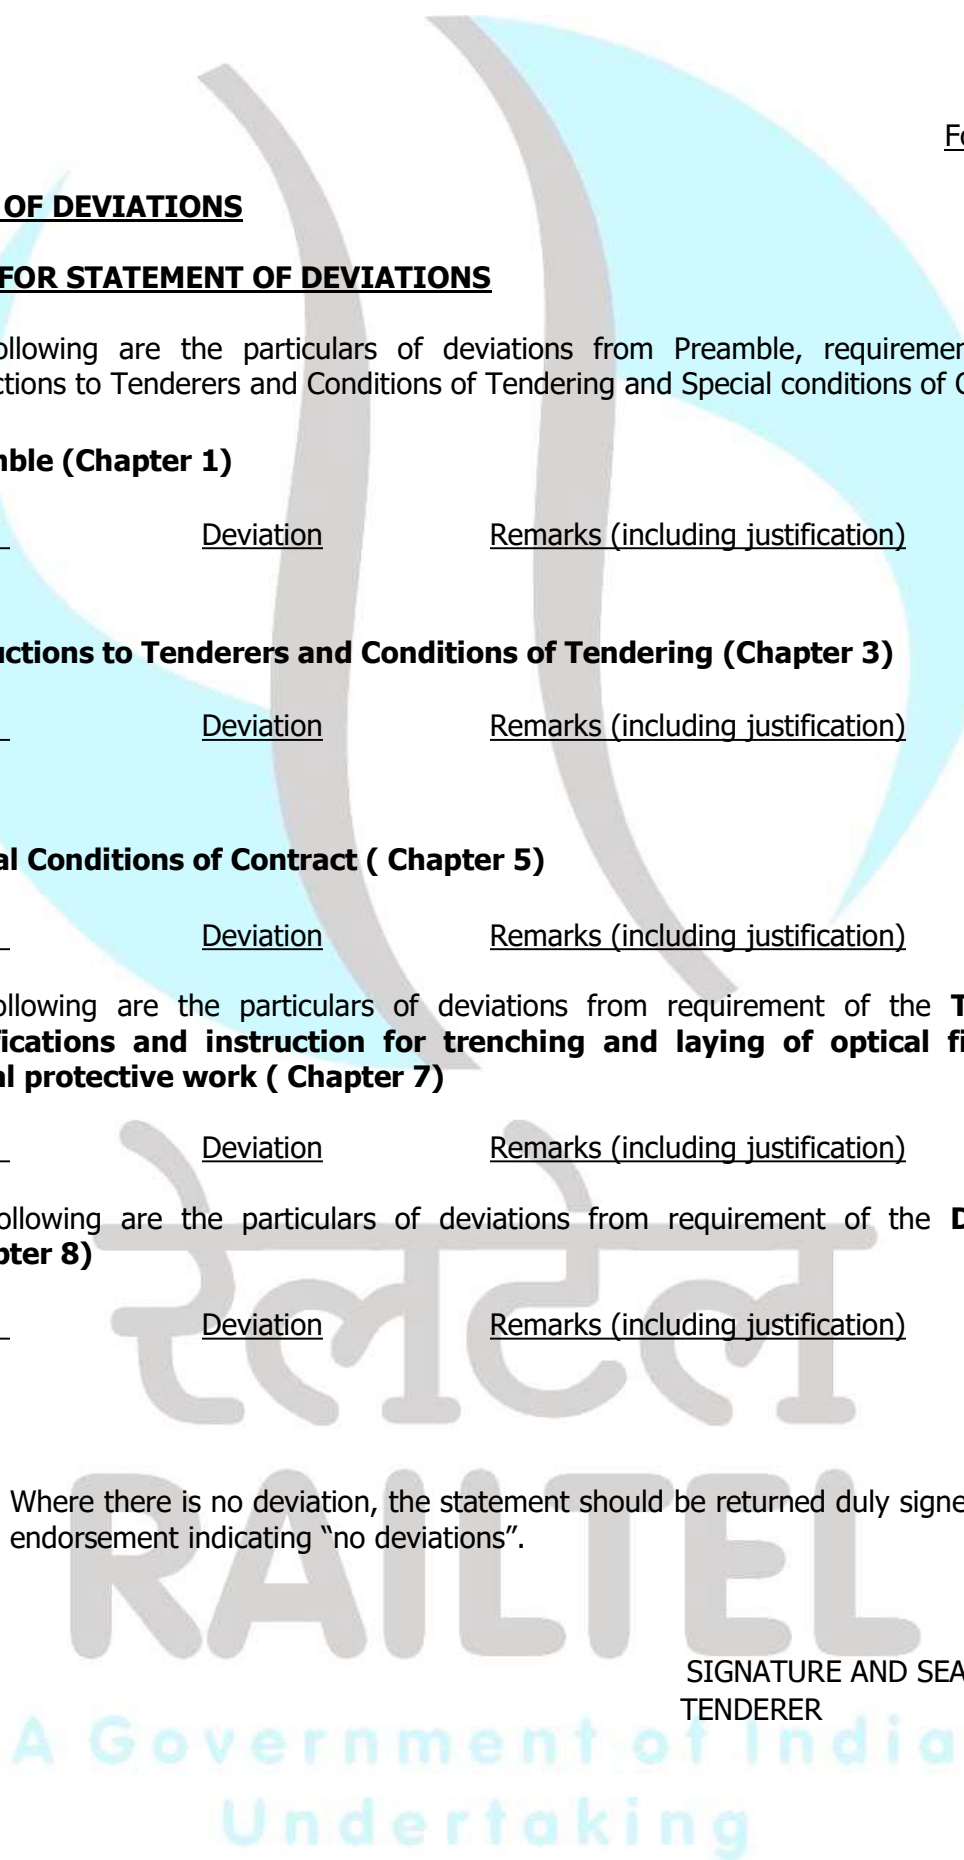 Fo
OF DEVIATIONS
FOR STATEMENT OF DEVIATIONS
ollowing are the particulars of deviations from Preamble, requiremen
ctions to Tenderers and Conditions of Tendering and Special conditions of C
mble (Chapter 1)
Deviation Remarks (including justification)
uctions to Tenderers and Conditions of Tendering (Chapter 3)
Deviation Remarks (including justification)
al Conditions of Contract ( Chapter 5)
Deviation Remarks (including justification)
ollowing are the particulars of deviations from requirement of the T
fications and instruction for trenching and laying of optical fi
al protective work ( Chapter 7)
Deviation Remarks (including justification)
ollowing are the particulars of deviations from requirement of the D
pter 8)
Deviation Remarks (including justification)
रेलटेल
Where there is no deviation, the statement should be returned duly signe
endorsement indicating “no deviations”.
RAILTEL
SIGNATURE AND SEA
TENDERER
A Government of India
Undertaking